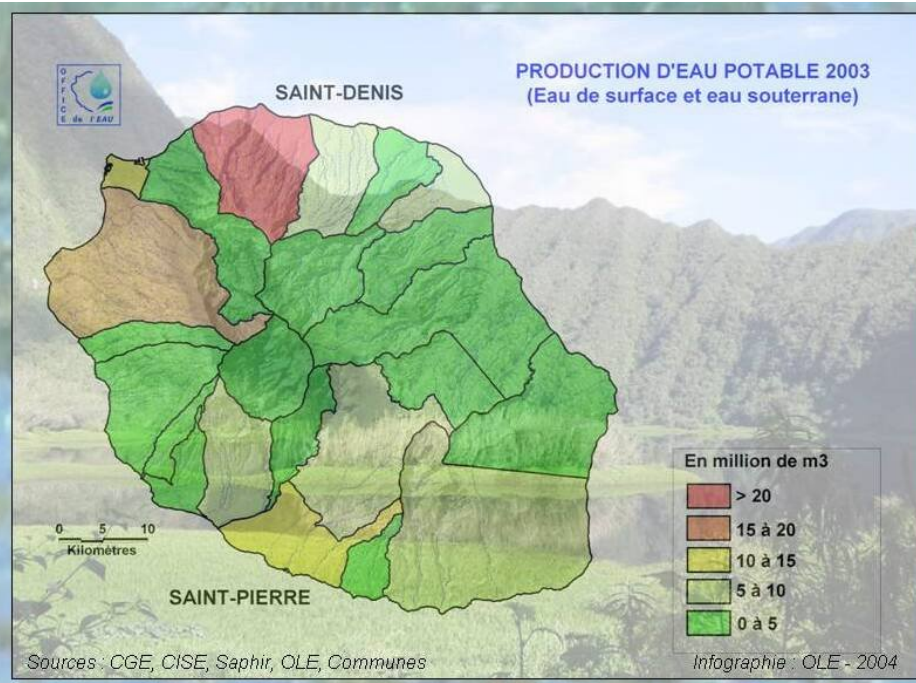 OFFICE
de l'EAU
PRODUCTION D'EAU POTABLE 2003
(Eau de surface et eau souterrane)
SAINT-DENIS
En million de m3
> 20
15 à 20
10 à 15
5 à 10
0 à 5
0 5 10
Kilomètres
SAINT-PIERRE
Sources : CGE, CISE, Saphir, OLE, Communes
Infographie : OLE - 2004